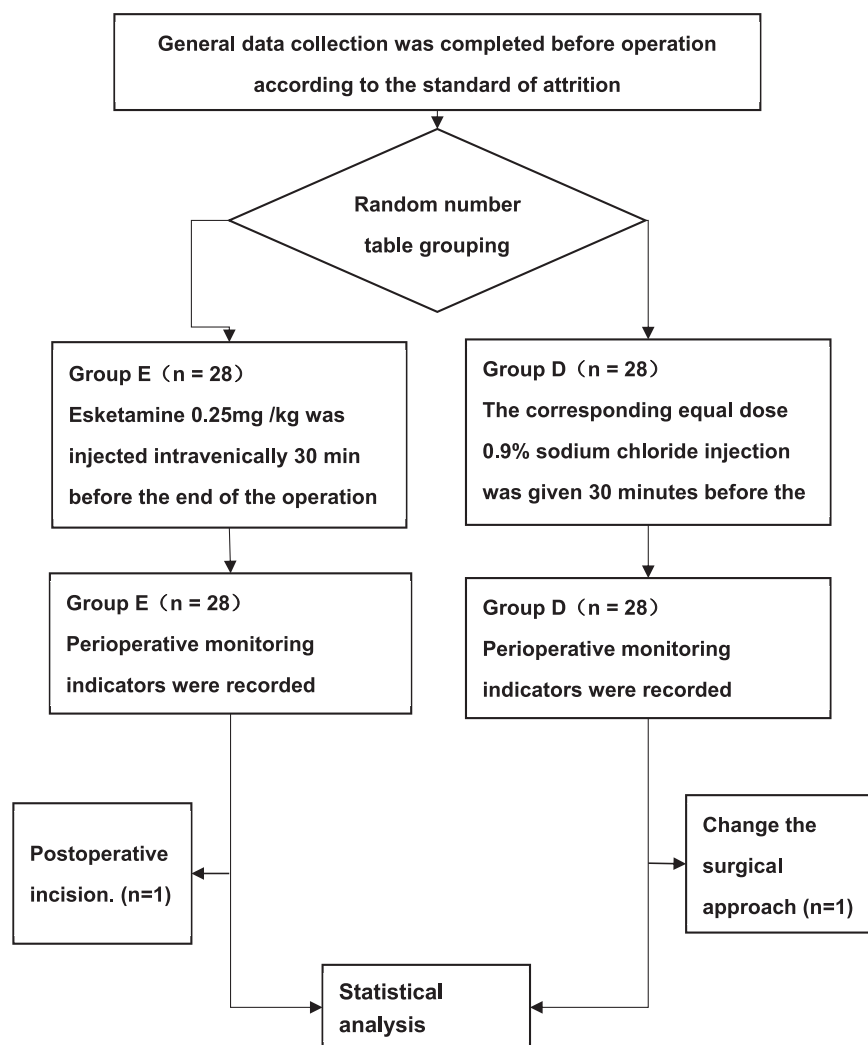 General data collection was completed before operation
according to the standard of attrition
Random number
table grouping
Group E（n = 28）
Esketamine 0.25mg /kg was
injected intravenically 30 min
before the end of the operation
Group D（n = 28）
The corresponding equal dose
0.9% sodium chloride injection
was given 30 minutes before the
Group E（n = 28）
Perioperative monitoring
indicators were recorded
Group D（n = 28）
Perioperative monitoring
indicators were recorded
Postoperative
incision. (n=1)
Change the
surgical
approach (n=1)
Statistical
analysis